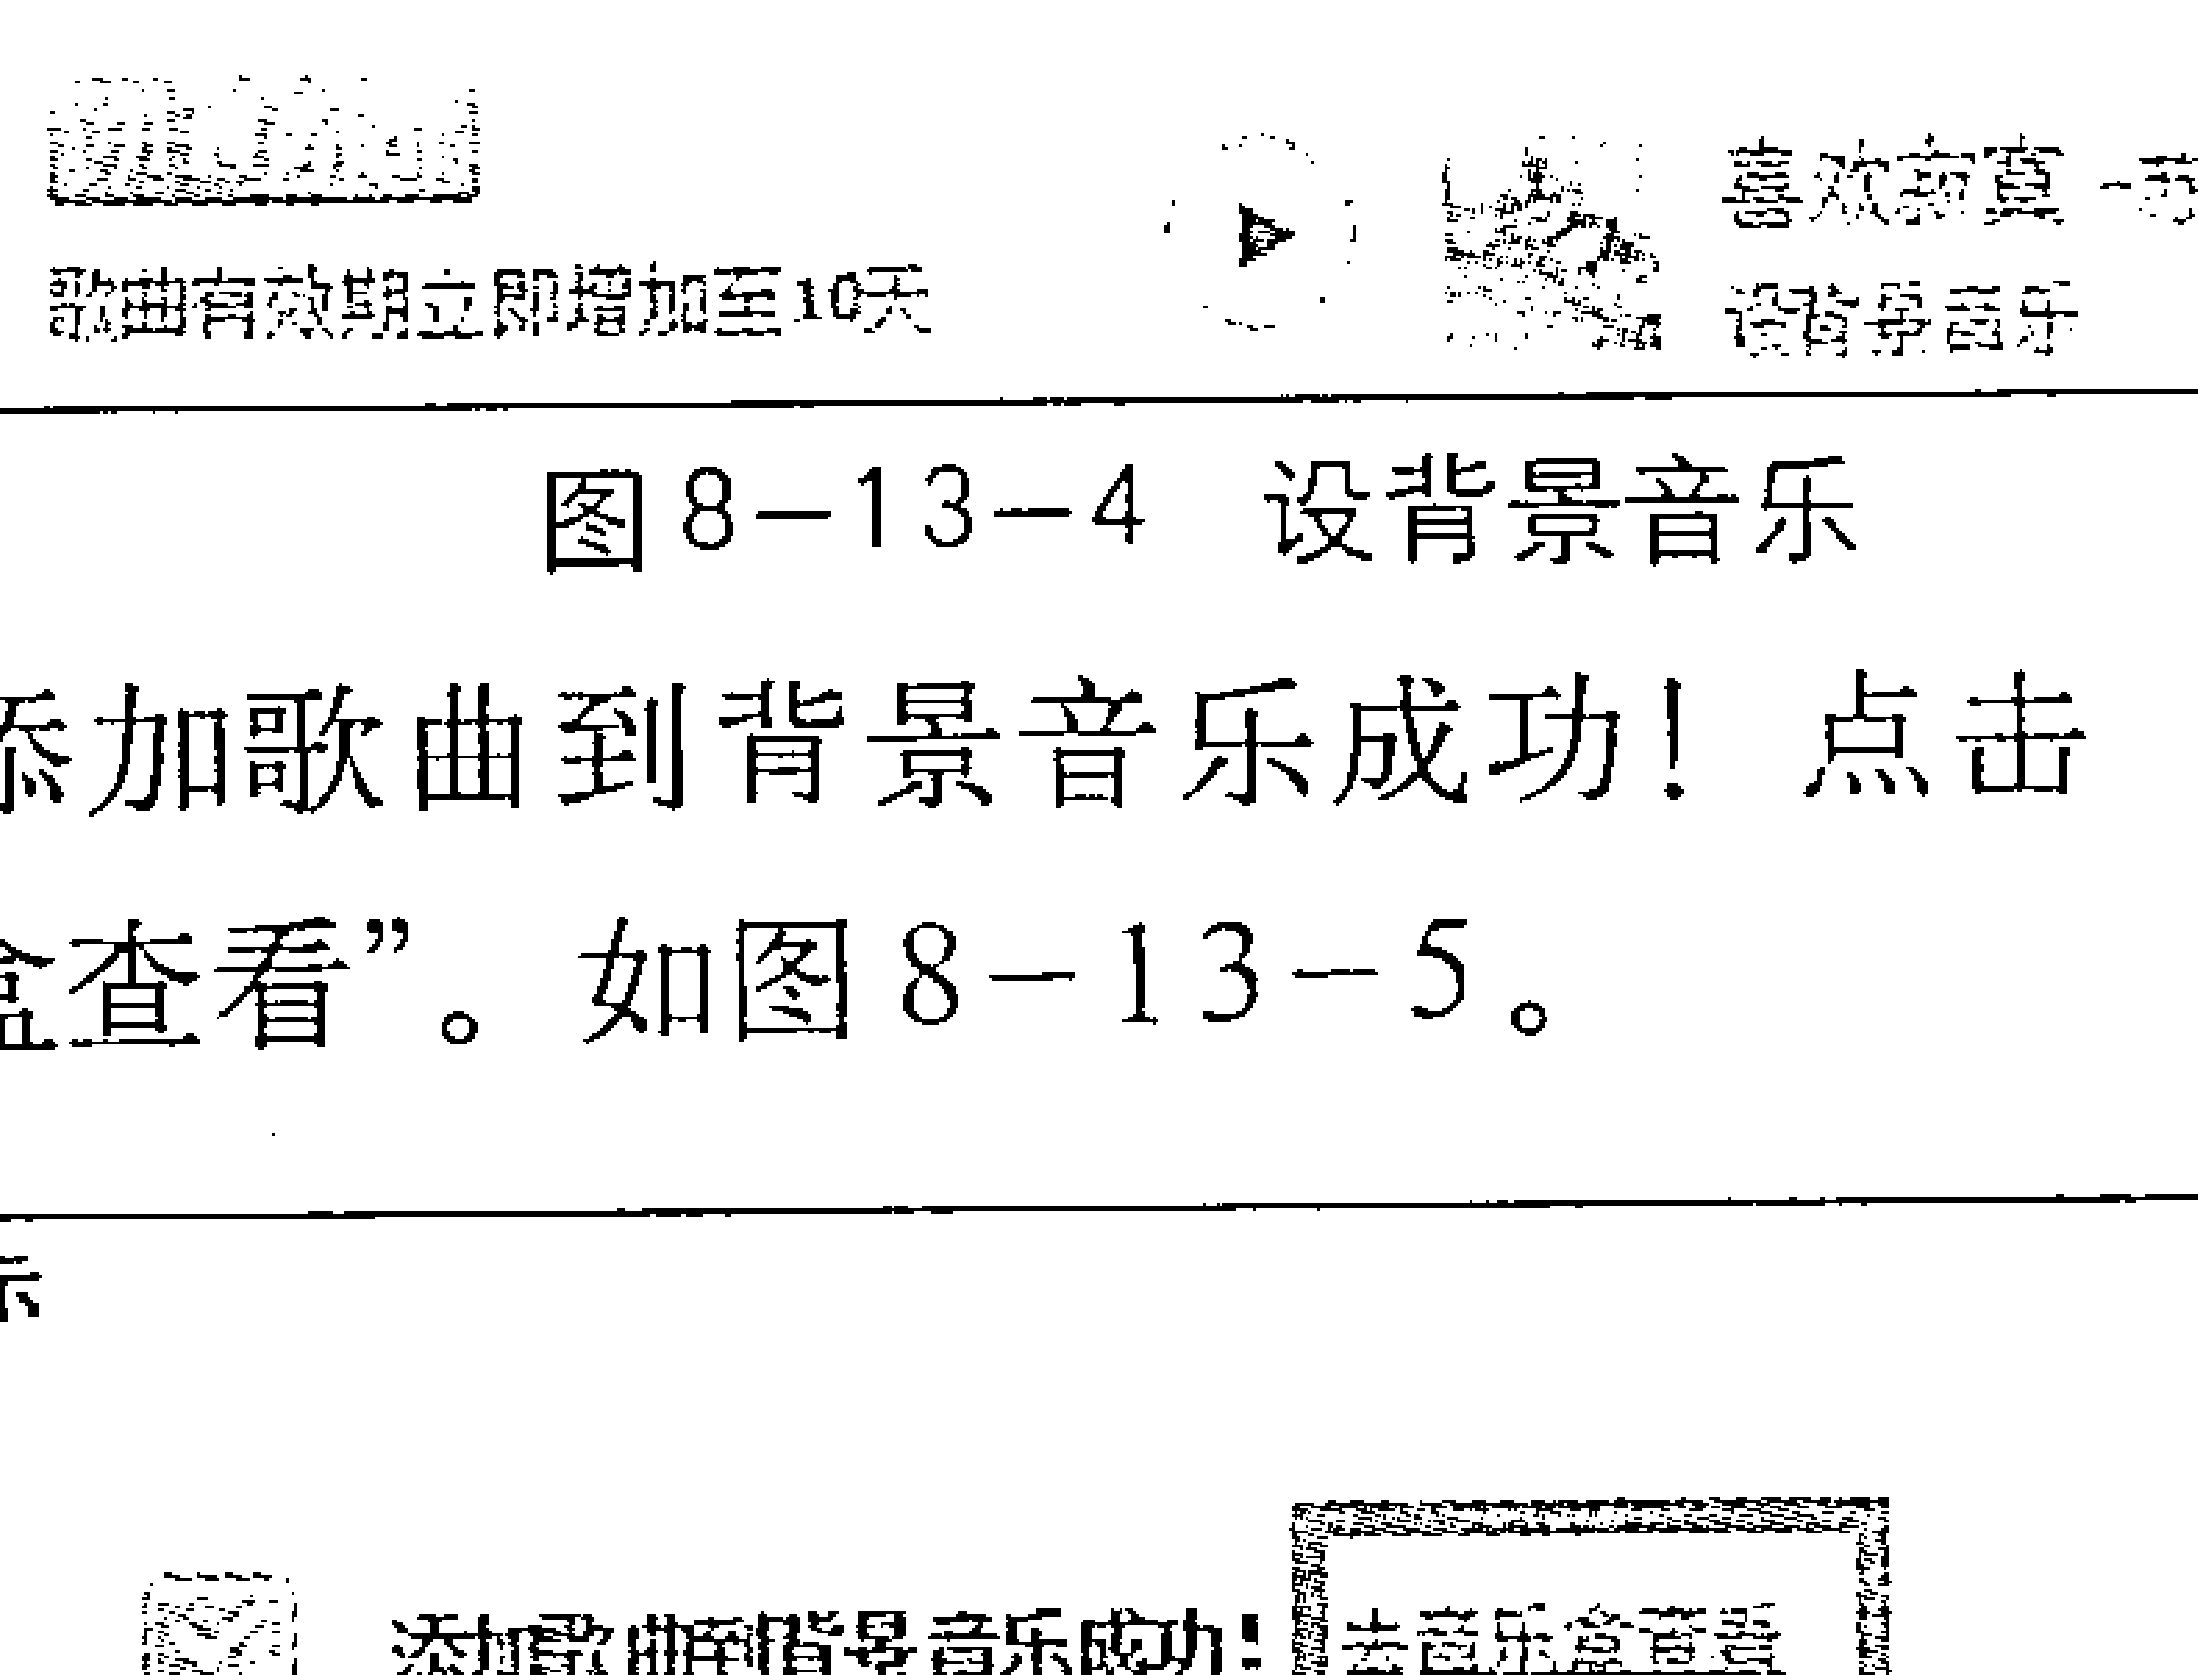 歌曲有效期立即增加至10天
喜欢寂寞 -苏
设背景音乐
图8-13-4 设背景音乐
添加歌曲到背景音乐成功！点击
盒查看”。如图8-13-5。
示
添加歌曲到背景音乐成功！
去音乐盒查看